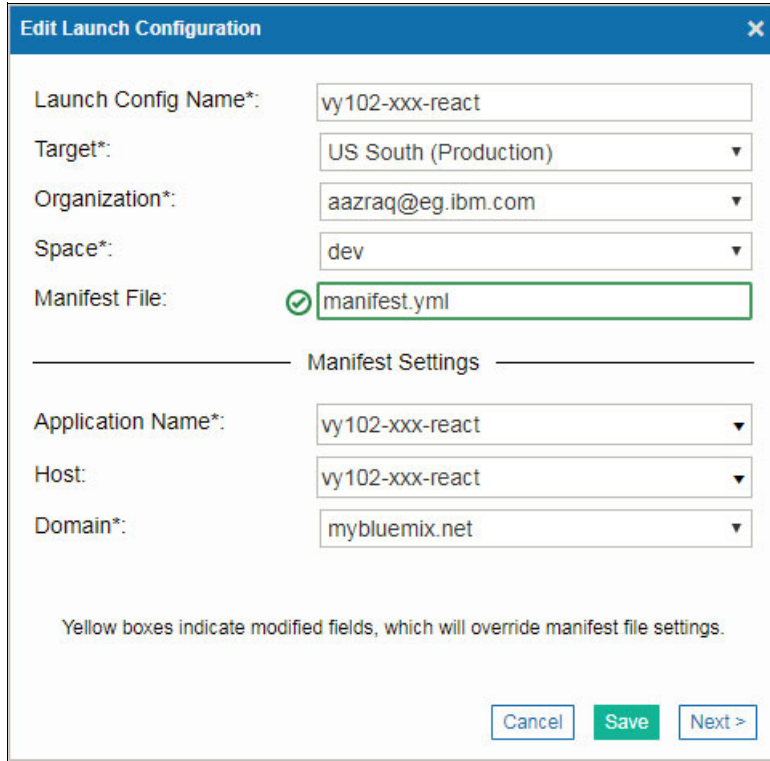 Edit Launch Configuration
Launch Config Name*: vy102-xxx-react
Target*: US South (Production)
Organization*: aazraq@eg.ibm.com
Space*: dev
Manifest File: manifest.yml
Manifest Settings
Application Name*: vy102-xxx-react
Host: vy102-xxx-react
Domain*: mybluemix.net
Yellow boxes indicate modified fields, which will override manifest file settings.
Cancel Save Next >